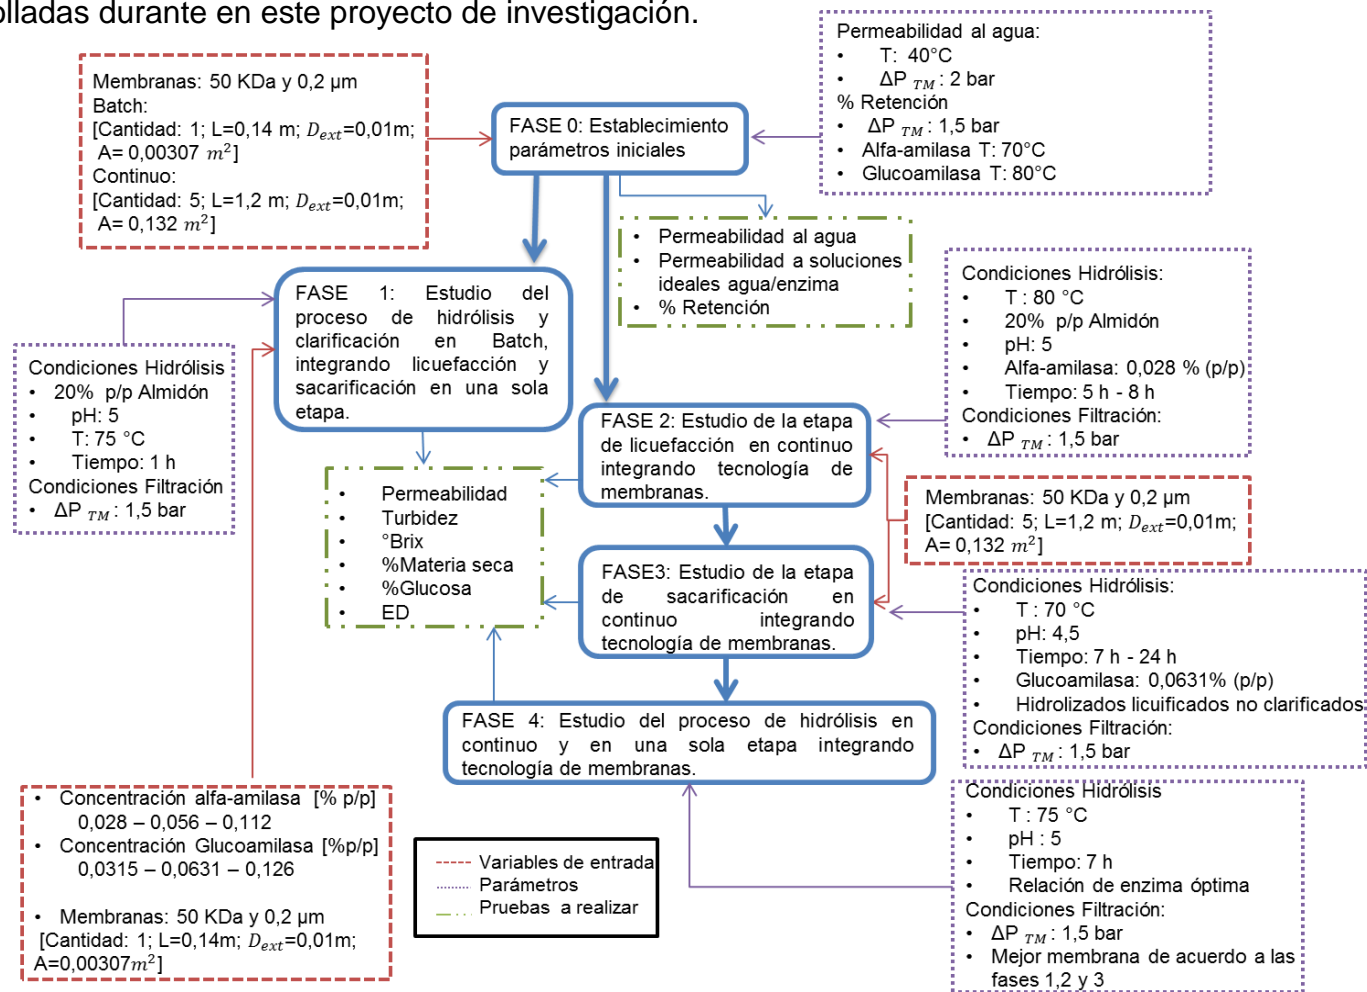 olladas durante en este proyecto de investigación.
Membranas: 50 KDa y 0,2 µm
Batch:
[Cantidad: 1; L=0,14 m; D_ext=0,01m;
A= 0,00307 m²]
Continuo:
[Cantidad: 5; L=1,2 m; D_ext=0,01m;
A= 0,132 m²]
FASE 0: Establecimiento
parámetros iniciales
Permeabilidad al agua:
• T: 40°C
• ΔP TM : 2 bar
% Retención
• ΔP TM : 1,5 bar
• Alfa-amilasa T: 70°C
• Glucoamilasa T: 80°C
• Permeabilidad al agua
• Permeabilidad a soluciones
ideales agua/enzima
• % Retención
FASE 1: Estudio del
proceso de hidrólisis y
clarificación en Batch,
integrando licuefacción y
sacarificación en una sola
etapa.
Condiciones Hidrólisis
• 20% p/p Almidón
• pH: 5
• T: 75 °C
• Tiempo: 1 h
Condiciones Filtración
• ΔP TM : 1,5 bar
Condiciones Hidrólisis:
• T : 80 °C
• 20% p/p Almidón
• pH: 5
• Alfa-amilasa: 0,028 % (p/p)
• Tiempo: 5 h - 8 h
Condiciones Filtración:
• ΔP TM : 1,5 bar
FASE 2: Estudio de la etapa
de licuefacción en continuo
integrando tecnología de
membranas.
• Permeabilidad
• Turbidez
• °Brix
• %Materia seca
• %Glucosa
• ED
Membranas: 50 KDa y 0,2 µm
[Cantidad: 5; L=1,2 m; D_ext=0,01m;
A= 0,132 m²]
FASE3: Estudio de la etapa
de sacarificación en
continuo integrando
tecnología de membranas.
Condiciones Hidrólisis:
• T : 70 °C
• pH: 4,5
• Tiempo: 7 h - 24 h
• Glucoamilasa: 0,0631% (p/p)
• Hidrolizados licuificados no clarificados
Condiciones Filtración:
• ΔP TM : 1,5 bar
FASE 4: Estudio del proceso de hidrólisis en
continuo y en una sola etapa integrando
tecnología de membranas.
• Concentración alfa-amilasa [% p/p]
0,028 – 0,056 – 0,112
• Concentración Glucoamilasa [%p/p]
0,0315 – 0,0631 – 0,126
• Membranas: 50 KDa y 0,2 µm
[Cantidad: 1; L=0,14m; D_ext=0,01m;
A=0,00307m²]
Variables de entrada
Parámetros
Pruebas a realizar
Condiciones Hidrólisis
• T : 75 °C
• pH : 5
• Tiempo: 7 h
• Relación de enzima óptima
Condiciones Filtración:
• ΔP TM : 1,5 bar
• Mejor membrana de acuerdo a las
fases 1,2 y 3